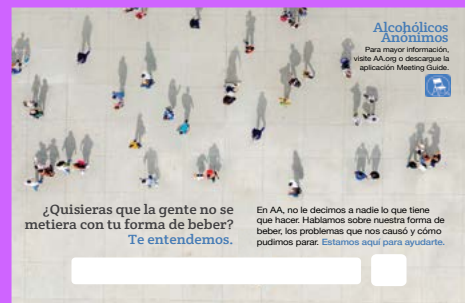 Alcohólicos
Anónimos
Para mayor información,
visite AA.org o descargue la
aplicación Meeting Guide.
¿Quisieras que la gente no se
metiera con tu forma de beber?
Te entendemos.
En AA, no le decimos a nadie lo que tiene
que hacer. Hablamos sobre nuestra forma de
beber, los problemas que nos causó y cómo
pudimos parar. Estamos aquí para ayudarte.